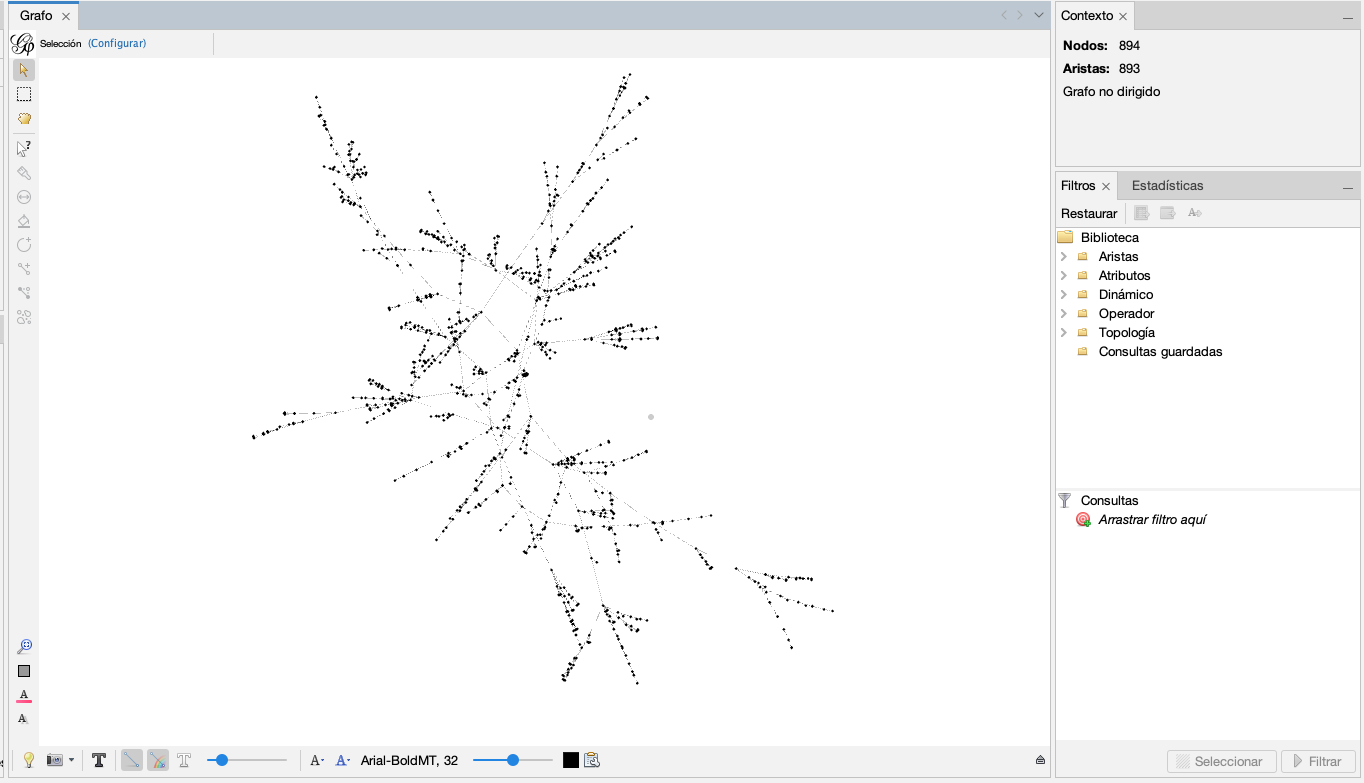 Grafo
Selección (Configurar)
Arial-BoldMT, 32
Contexto
Nodos: 894
Aristas: 893
Grafo no dirigido
Filtros Estadísticas
Restaurar
Biblioteca
Aristas
Atributos
Dinámico
Operador
Topología
Consultas guardadas
Consultas
Arrastrar filtro aquí
Seleccionar Filtrar